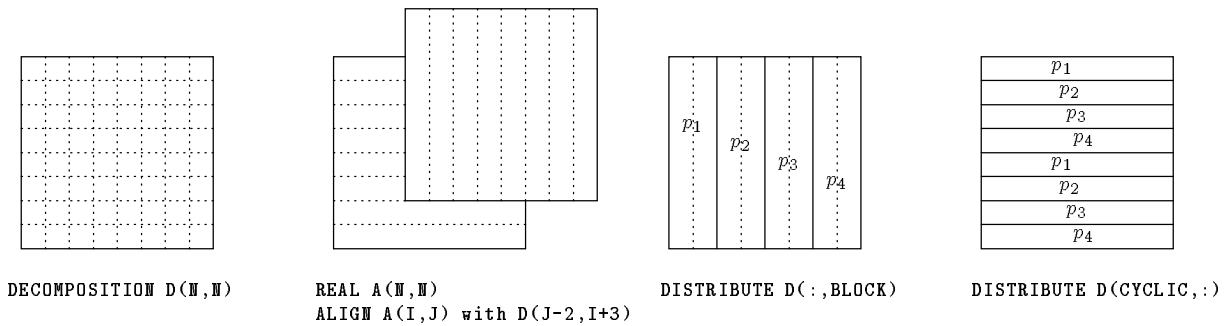 p1
p2
p3
p4
p1
p2
p3
p4
p1
p2
p3
p4
DECOMPOSITION D(N,N)
REAL A(N,N)
ALIGN A(I,J) with D(J-2,I+3)
DISTRIBUTE D(:,BLOCK)
DISTRIBUTE D(CYCLIC,:)